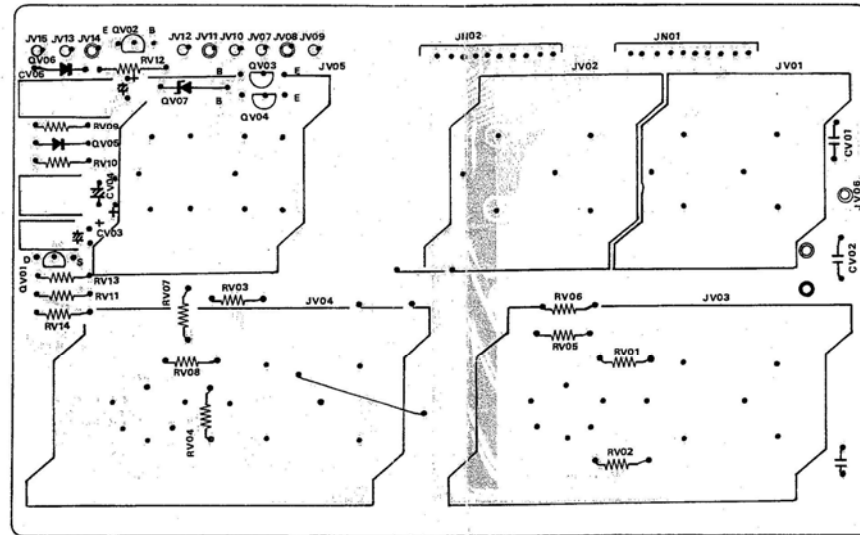 JV15 JV13 JV14 E QV02 B JV12 JV11 JV10 JV07 JV08 JV09
JN02
JN01
QV06
RV12
CV06
B QV03 E
JV05
JV02
JV01
QV07
B QV04 E
RV09
QV05
RV10
CV01
CV04
JV06
CV03
D S
QV01
CV02
RV13
RV11
RV14
RV07
RV03
JV04
RV06
JV03
RV05
RV01
RV08
RV04
RV02